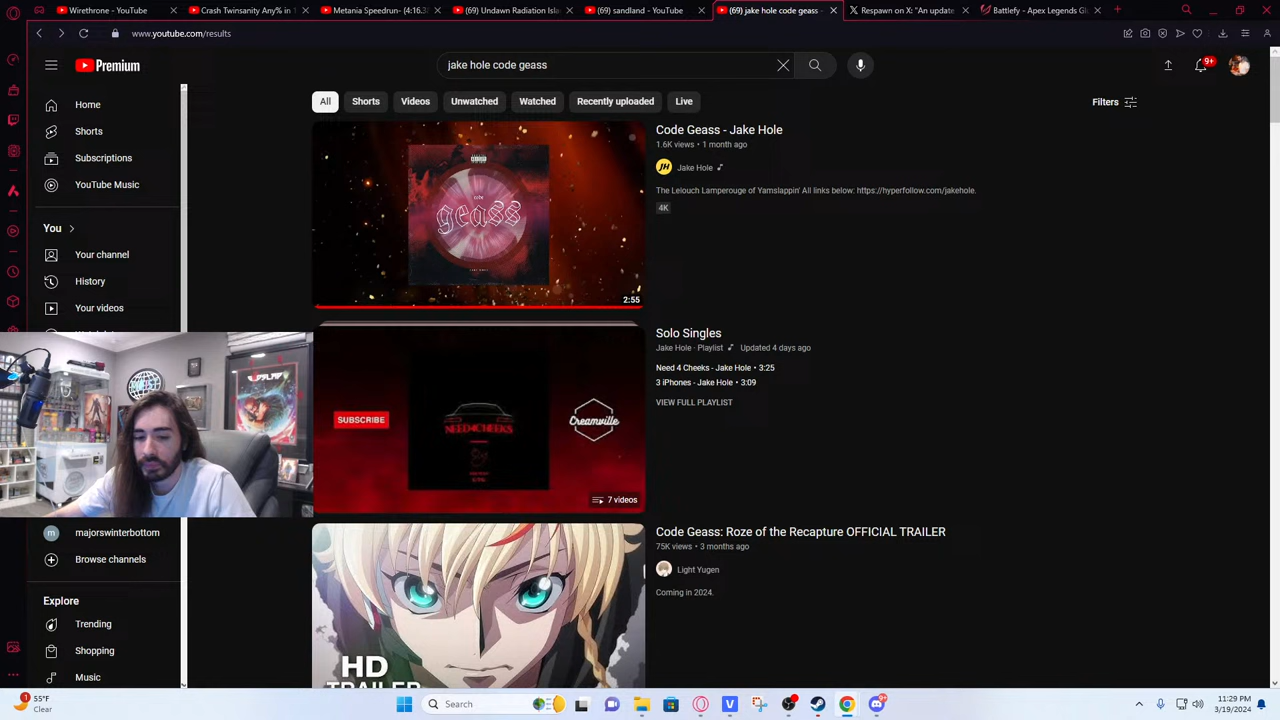 Wirethrone - YouTube
Crash Twinsanity Any% in 1
Metania Speedrun- (4:16.3
(69) Undawn Radiation Isla
(69) sandland - YouTube
(69) jake hole code geass -
Respawn on X: "An update
Battlefy - Apex Legends Gl
www.youtube.com/results
Premium
jake hole code geass
9+
All
Shorts
Videos
Unwatched
Watched
Recently uploaded
Live
Filters
Home
Shorts
Subscriptions
YouTube Music
You
Your channel
History
Your videos
majorswinterbottom
Browse channels
Explore
Trending
Shopping
Music
code
geass
2:55
Code Geass - Jake Hole
1.6K views • 1 month ago
JH
Jake Hole
The Lelouch Lamperouge of Yamslappin' All links below: https://hyperfollow.com/jakehole.
4K
SUBSCRIBE
NEED4CHEEKS
Creamville
7 videos
Solo Singles
Jake Hole · Playlist
Updated 4 days ago
Need 4 Cheeks - Jake Hole • 3:25
3 iPhones - Jake Hole • 3:09
VIEW FULL PLAYLIST
HD
TRAILER
Code Geass: Roze of the Recapture OFFICIAL TRAILER
75K views • 3 months ago
Light Yugen
Coming in 2024.
m
1
55°F
Clear
Search
9+
11:29 PM
3/19/2024